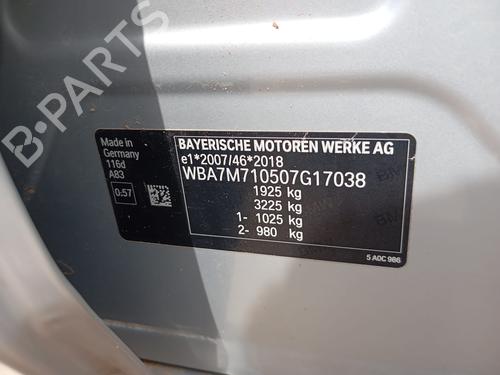 Made in
Germany
116d
A83
0.57
BAYERISCHE MOTOREN WERKE AG
e1*2007/46*2018
WBA7M710507G17038
1925 kg
3225 kg
1- 1025 kg
2- 980 kg
5 A0C 986
B-PARTS